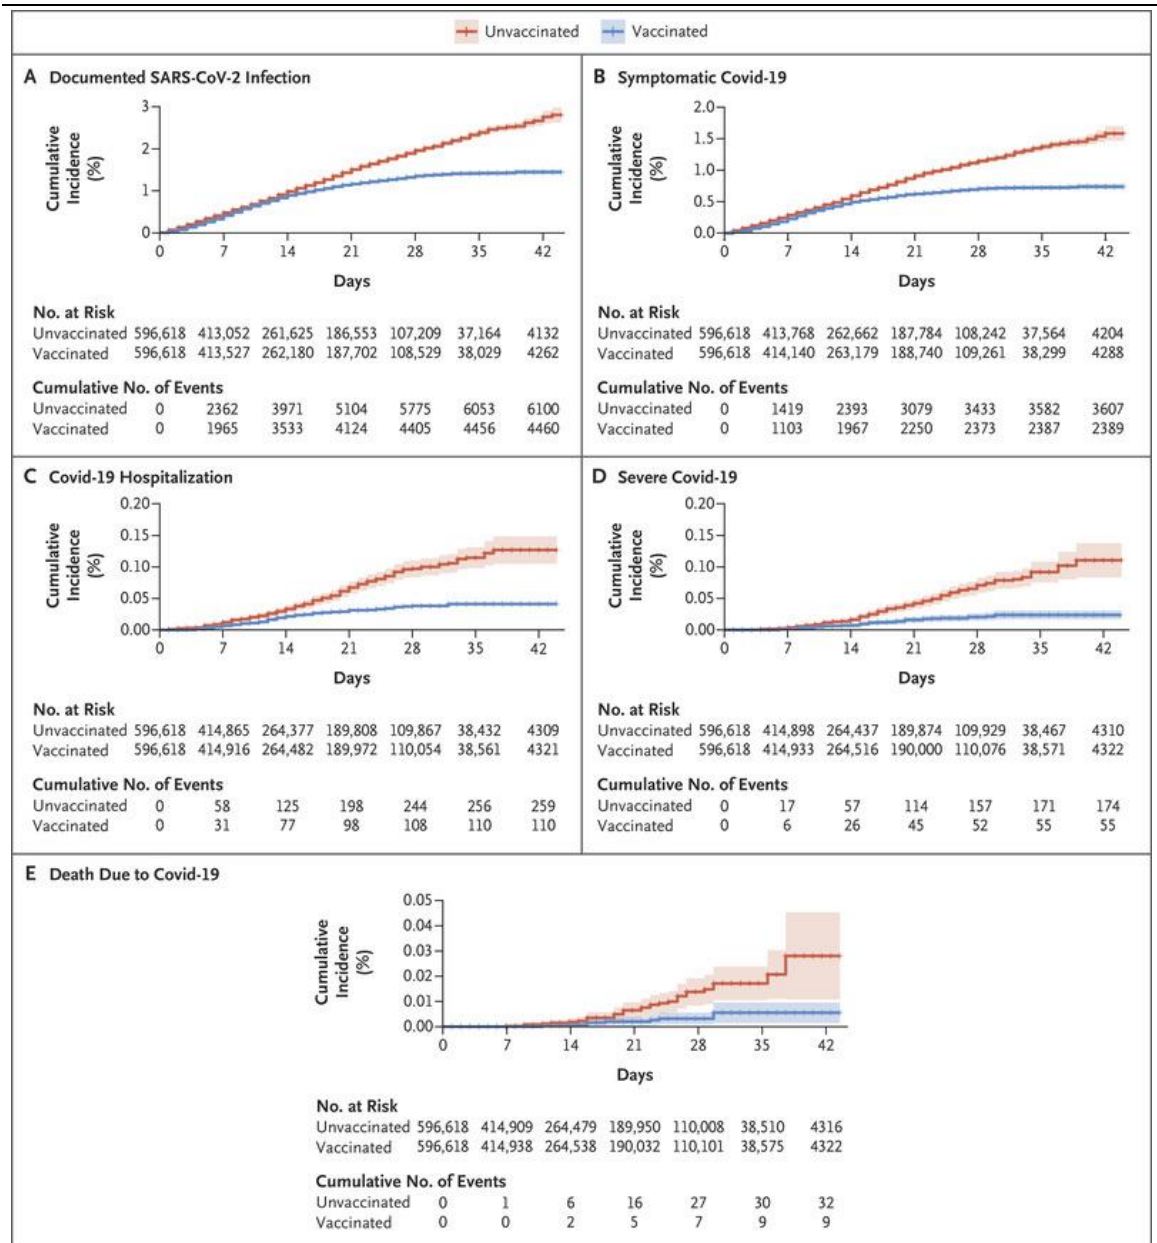 Unvaccinated Vaccinated
A Documented SARS-CoV-2 Infection
Cumulative Incidence (%)
3
2
1
0
0 7 14 21 28 35 42
Days
No. at Risk
Unvaccinated 596,618 413,052 261,625 186,553 107,209 37,164 4132
Vaccinated 596,618 413,527 262,180 187,702 108,529 38,029 4262
Cumulative No. of Events
Unvaccinated 0 2362 3971 5104 5775 6053 6100
Vaccinated 0 1965 3533 4124 4405 4456 4460
B Symptomatic Covid-19
Cumulative Incidence (%)
2.0
1.5
1.0
0.5
0.0
0 7 14 21 28 35 42
Days
No. at Risk
Unvaccinated 596,618 413,768 262,662 187,784 108,242 37,564 4204
Vaccinated 596,618 414,140 263,179 188,740 109,261 38,299 4288
Cumulative No. of Events
Unvaccinated 0 1419 2393 3079 3433 3582 3607
Vaccinated 0 1103 1967 2250 2373 2387 2389
C Covid-19 Hospitalization
Cumulative Incidence (%)
0.20
0.15
0.10
0.05
0.00
0 7 14 21 28 35 42
Days
No. at Risk
Unvaccinated 596,618 414,865 264,377 189,808 109,867 38,432 4309
Vaccinated 596,618 414,916 264,482 189,972 110,054 38,561 4321
Cumulative No. of Events
Unvaccinated 0 58 125 198 244 256 259
Vaccinated 0 31 77 98 108 110 110
D Severe Covid-19
Cumulative Incidence (%)
0.20
0.15
0.10
0.05
0.00
0 7 14 21 28 35 42
Days
No. at Risk
Unvaccinated 596,618 414,898 264,437 189,874 109,929 38,467 4310
Vaccinated 596,618 414,933 264,516 190,000 110,076 38,571 4322
Cumulative No. of Events
Unvaccinated 0 17 57 114 157 171 174
Vaccinated 0 6 26 45 52 55 55
E Death Due to Covid-19
Cumulative Incidence (%)
0.05
0.04
0.03
0.02
0.01
0.00
0 7 14 21 28 35 42
Days
No. at Risk
Unvaccinated 596,618 414,909 264,479 189,950 110,008 38,510 4316
Vaccinated 596,618 414,938 264,538 190,032 110,101 38,575 4322
Cumulative No. of Events
Unvaccinated 0 1 6 16 27 30 32
Vaccinated 0 0 2 5 7 9 9